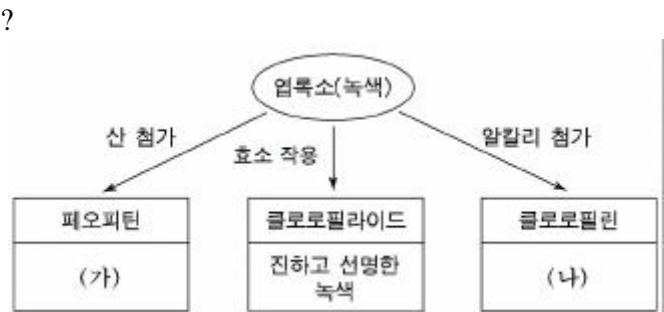 ?
엽록소(녹색)
산 첨가
효소 작용
알칼리 첨가
페오피틴
클로로필라이드
클로로필린
(가)
진하고 선명한
녹색
(나)